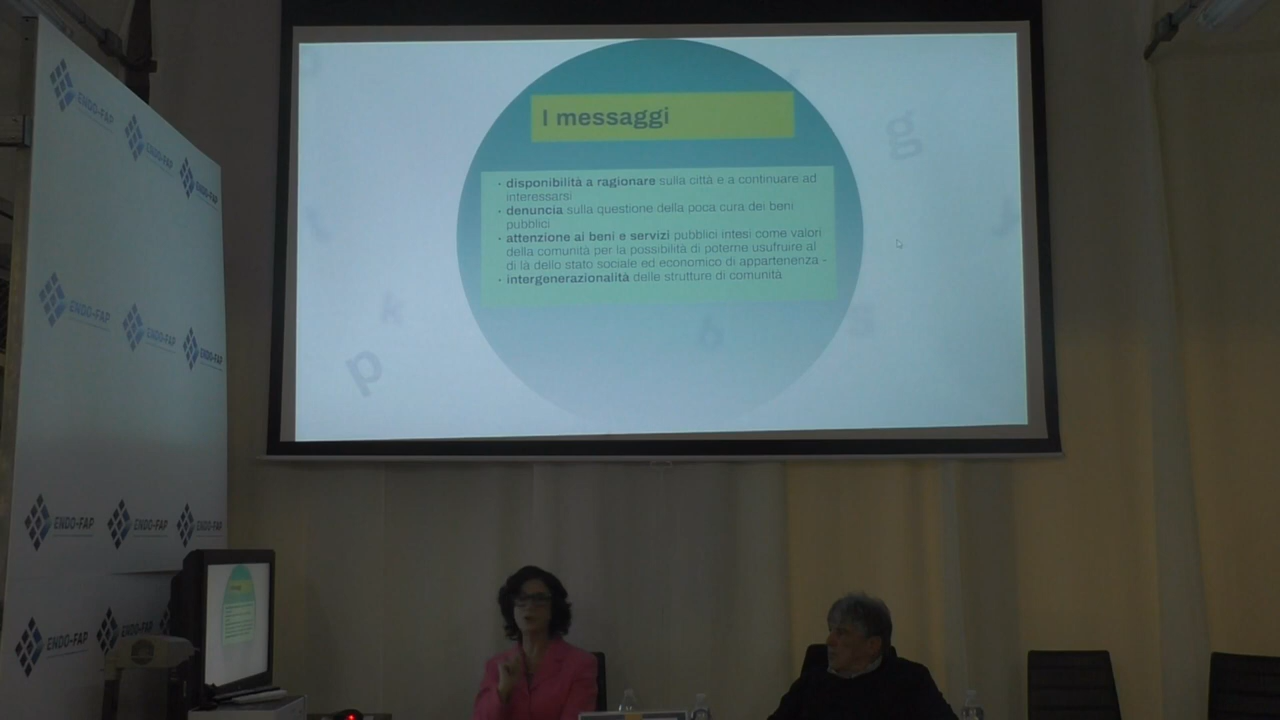 I messaggi
• disponibilità a ragionare sulla città e a continuare ad
interessarsi
• denuncia sulla questione della poca cura dei beni
pubblici
• attenzione ai beni e servizi pubblici intesi come valori
della comunità per la possibilità di poterne usufruire al
di là dello stato sociale ed economico di appartenenza -
• intergenerazionalità delle strutture di comunità
g
k
p
ENDO-FAP
ENDO-FAP
ENDO-FAP
ENDO-FAP
ENDO-FAP
ENDO-FAP
ENDO-FAP
ENDO-FAP
ENDO-FAP
ENDO-FAP
ENDO-FAP